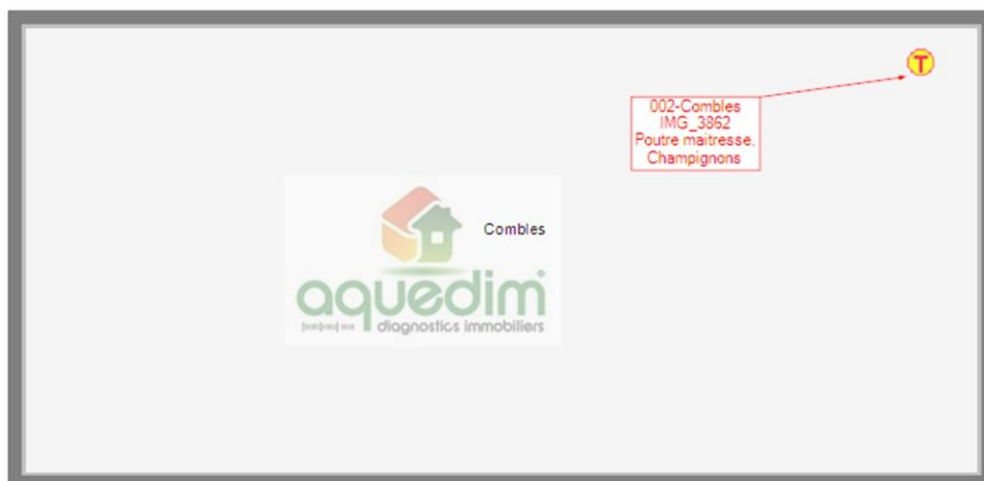 T
002-Combles
IMG_3862
Poutre maitresse,
Champignons
Combles
aquedim
diagnostics immobiliers